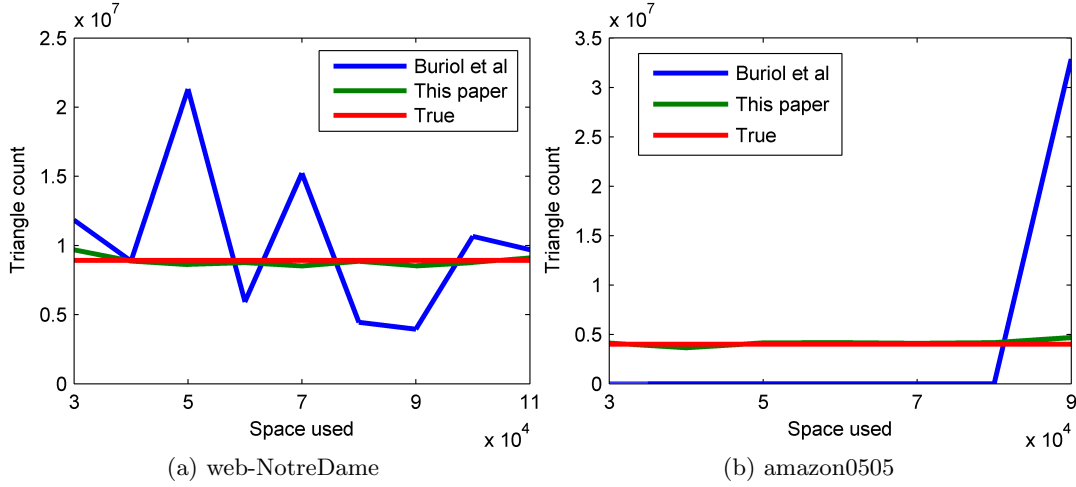 x 10^7
2.5
2
1.5
1
0.5
0
Triangle count
Buriol et al
This paper
True
3 5 7 9 11
Space used
x 10^4
(a) web-NotreDame
x 10^7
3.5
3
2.5
2
1.5
1
0.5
0
Triangle count
Buriol et al
This paper
True
3 5 7 9
Space used
x 10^4
(b) amazon0505